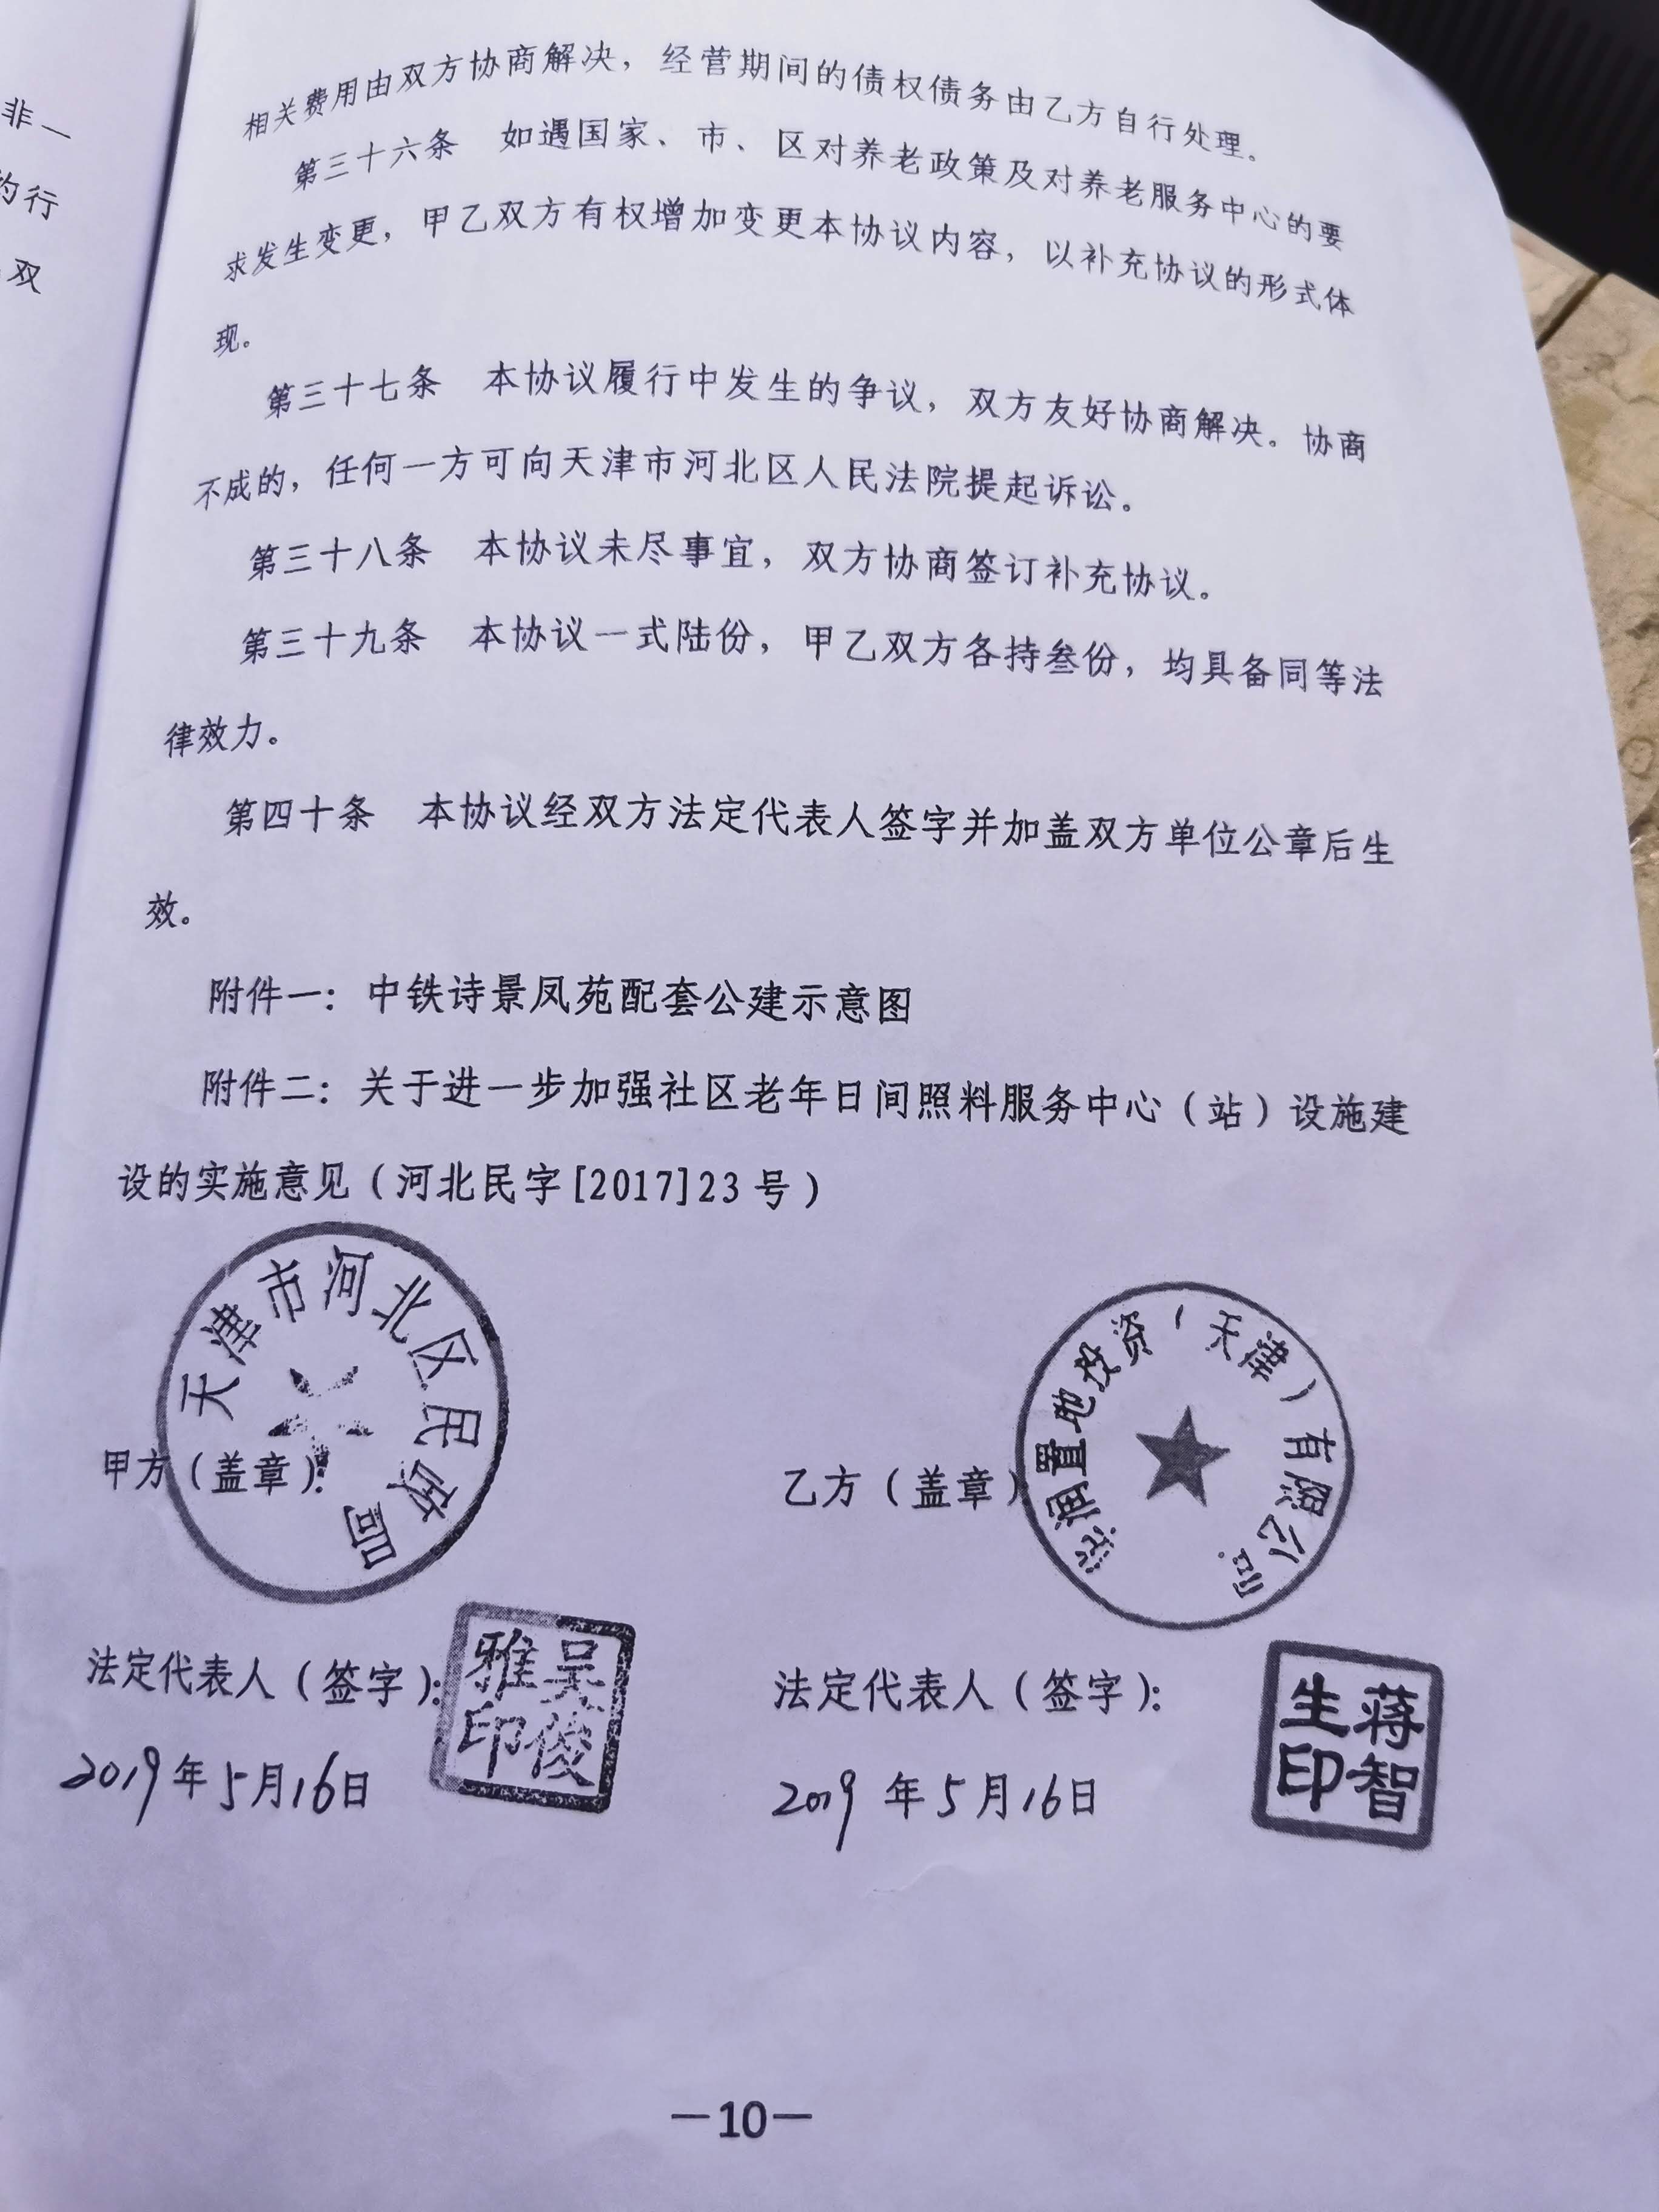 非一
约行
双
相关费用由双方协商解决，经营期间的债权债务由乙方自行处理。
第三十六条 如遇国家、市、区对养老政策及对养老服务中心的要
求发生变更，甲乙双方有权增加变更本协议内容，以补充协议的形式体
现。
第三十七条 本协议履行中发生的争议，双方友好协商解决。协商
不成的，任何一方可向天津市河北区人民法院提起诉讼。
第三十八条 本协议未尽事宜，双方协商签订补充协议。
第三十九条 本协议一式陆份，甲乙双方各持叁份，均具备同等法
律效力。
第四十条 本协议经双方法定代表人签字并加盖双方单位公章后生
效。
附件一：中铁诗景凤苑配套公建示意图
附件二：关于进一步加强社区老年日间照料服务中心（站）设施建
设的实施意见（河北民字[2017]23号）
天津市河北区民政局
甲方（盖章）：
润置地投资（天津）有限公司
乙方（盖章）
法定代表人（签字）：
吴俊雅印
法定代表人（签字）：
蒋智生印
2019年5月16日
2019年5月16日
—10—